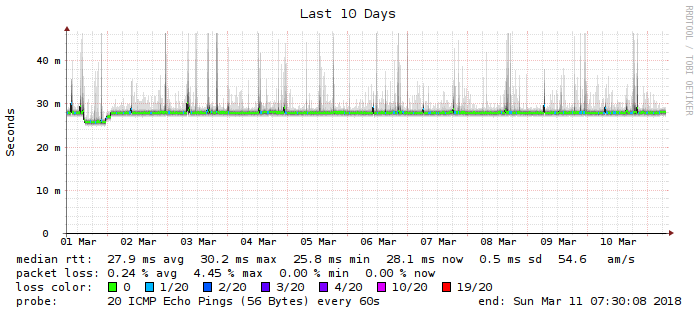 Last 10 Days
RRDTOOL / TOBI OETIKER
Seconds
40 m
30 m
20 m
10 m
0
01 Mar 02 Mar 03 Mar 04 Mar 05 Mar 06 Mar 07 Mar 08 Mar 09 Mar 10 Mar
median rtt: 27.9 ms avg 30.2 ms max 25.8 ms min 28.1 ms now 0.5 ms sd 54.6 am/s
packet loss: 0.24 % avg 4.45 % max 0.00 % min 0.00 % now
loss color: 0 1/20 2/20 3/20 4/20 10/20 19/20
probe: 20 ICMP Echo Pings (56 Bytes) every 60s end: Sun Mar 11 07:30:08 2018